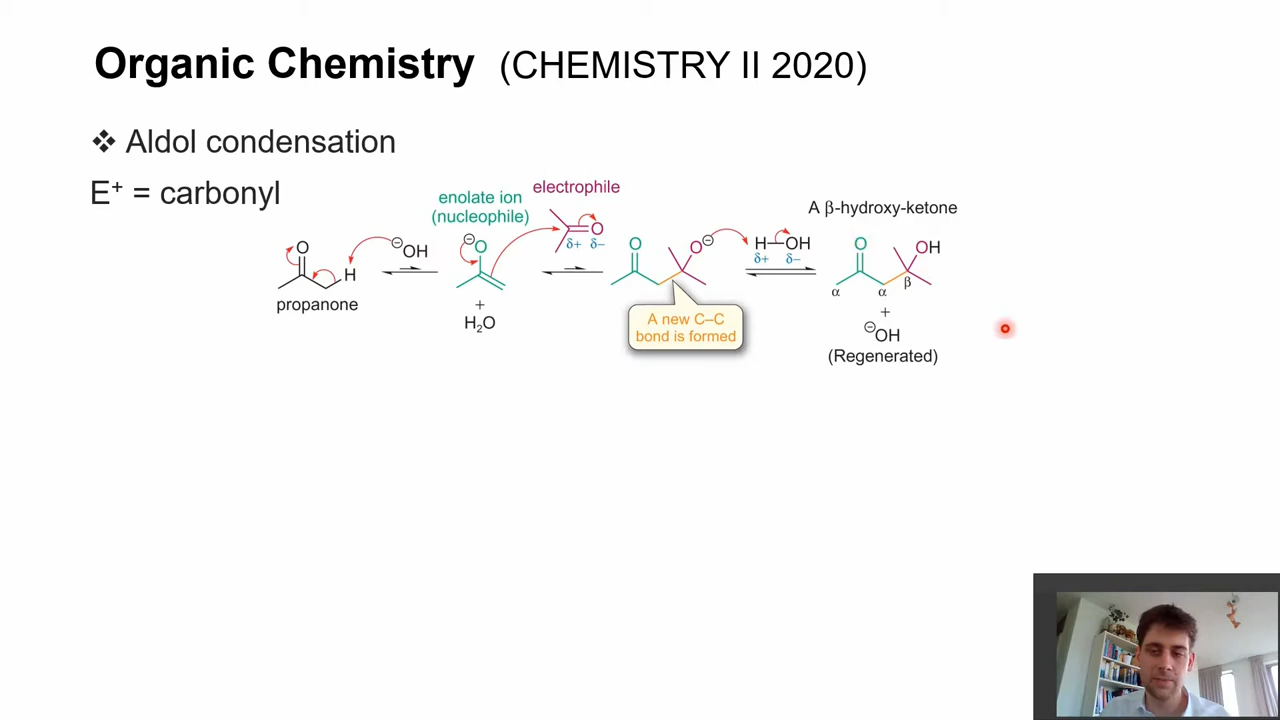 Organic Chemistry (CHEMISTRY II 2020)
❖ Aldol condensation
E⁺ = carbonyl
electrophile
enolate ion
(nucleophile)
A β-hydroxy-ketone
O
H
⊖OH
⊖O
O
δ+ δ−
O
O⊖
H–OH
δ+ δ−
O
OH
α
α
β
propanone
+
H₂O
A new C–C
bond is formed
+
⊖OH
(Regenerated)